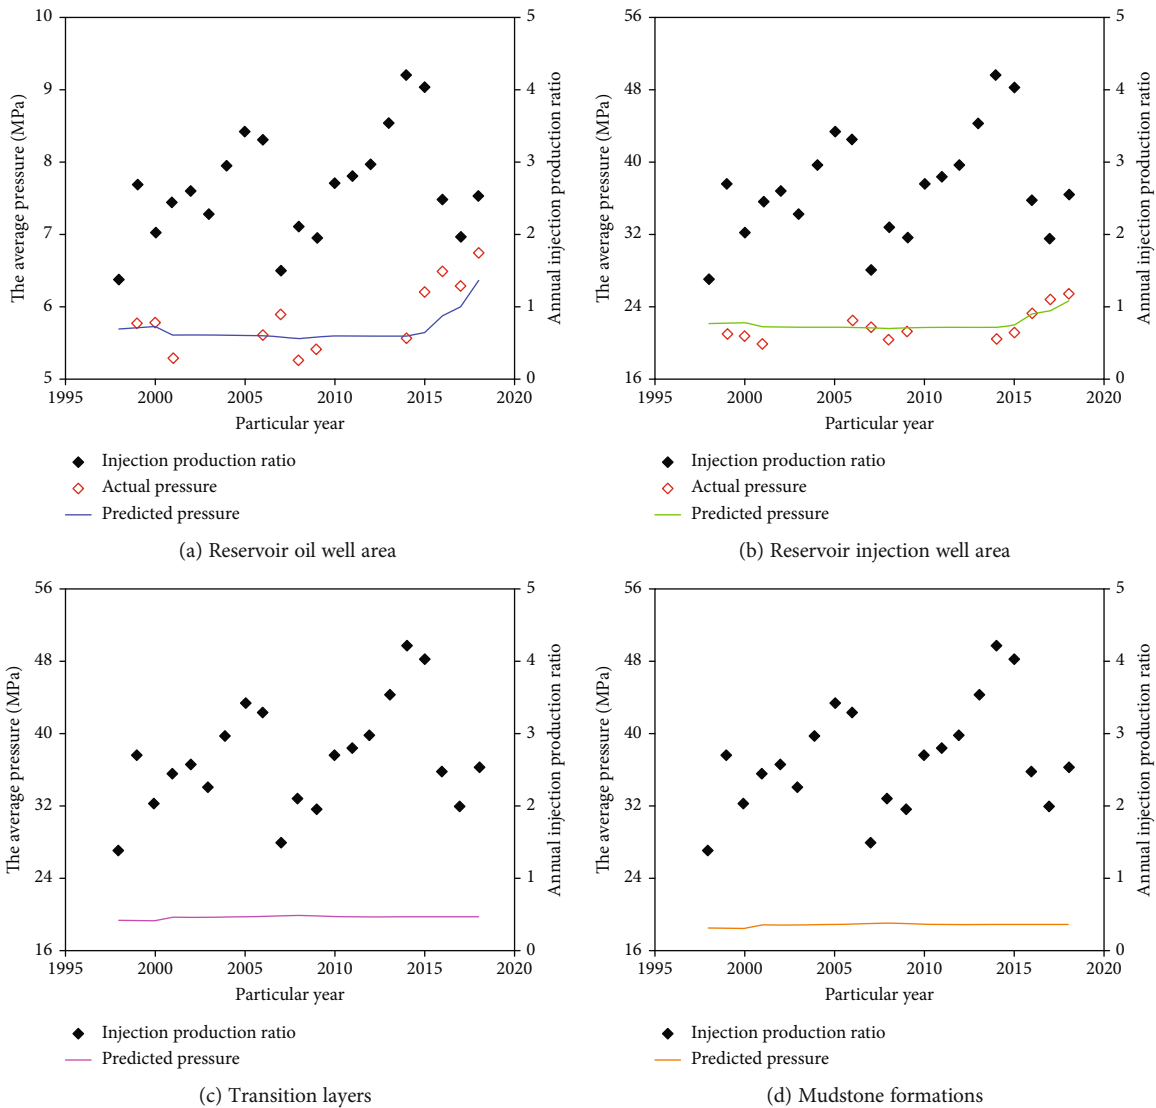 10
9
8
7
6
5
The average pressure (MPa)
5
4
3
2
1
0
Annual injection production ratio
1995 2000 2005 2010 2015 2020
Particular year
Injection production ratio
Actual pressure
Predicted pressure
(a) Reservoir oil well area
56
48
40
32
24
16
The average pressure (MPa)
5
4
3
2
1
0
Annual injection production ratio
1995 2000 2005 2010 2015 2020
Particular year
Injection production ratio
Actual pressure
Predicted pressure
(b) Reservoir injection well area
56
48
40
32
24
16
The average pressure (MPa)
5
4
3
2
1
0
Annual injection production ratio
1995 2000 2005 2010 2015 2020
Particular year
Injection production ratio
Predicted pressure
(c) Transition layers
56
48
40
32
24
16
The average pressure (MPa)
5
4
3
2
1
0
Annual injection production ratio
1995 2000 2005 2010 2015 2020
Particular year
Injection production ratio
Predicted pressure
(d) Mudstone formations